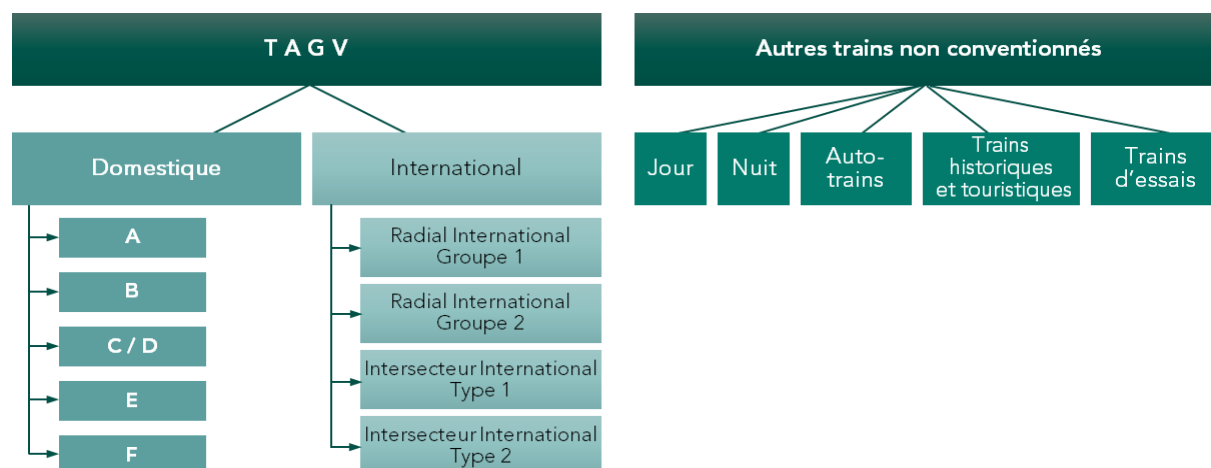 T A G V
Domestique
International
A
B
C / D
E
F
Radial International
Groupe 1
Radial International
Groupe 2
Intersecteur International
Type 1
Intersecteur International
Type 2
Autres trains non conventionnés
Jour
Nuit
Auto-
trains
Trains
historiques
et touristiques
Trains
d’essais